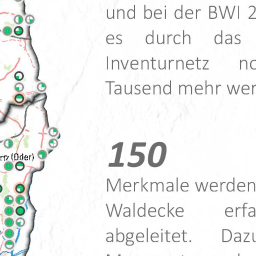 und bei der BWI 2
es durch das
Inventurnetz no
Tausend mehr wer
150
(Oder)
Merkmale werden
Waldecke erfa
abgeleitet. Dazu